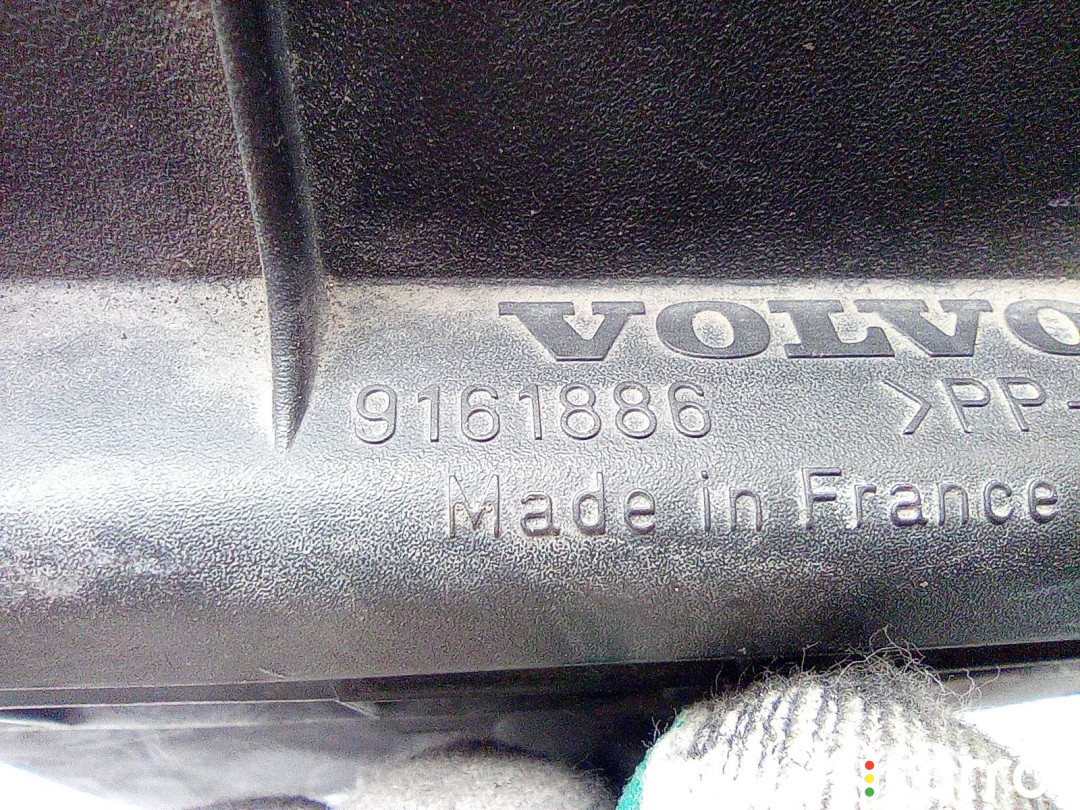 VOLVO
9161886 >PP-
Made in France